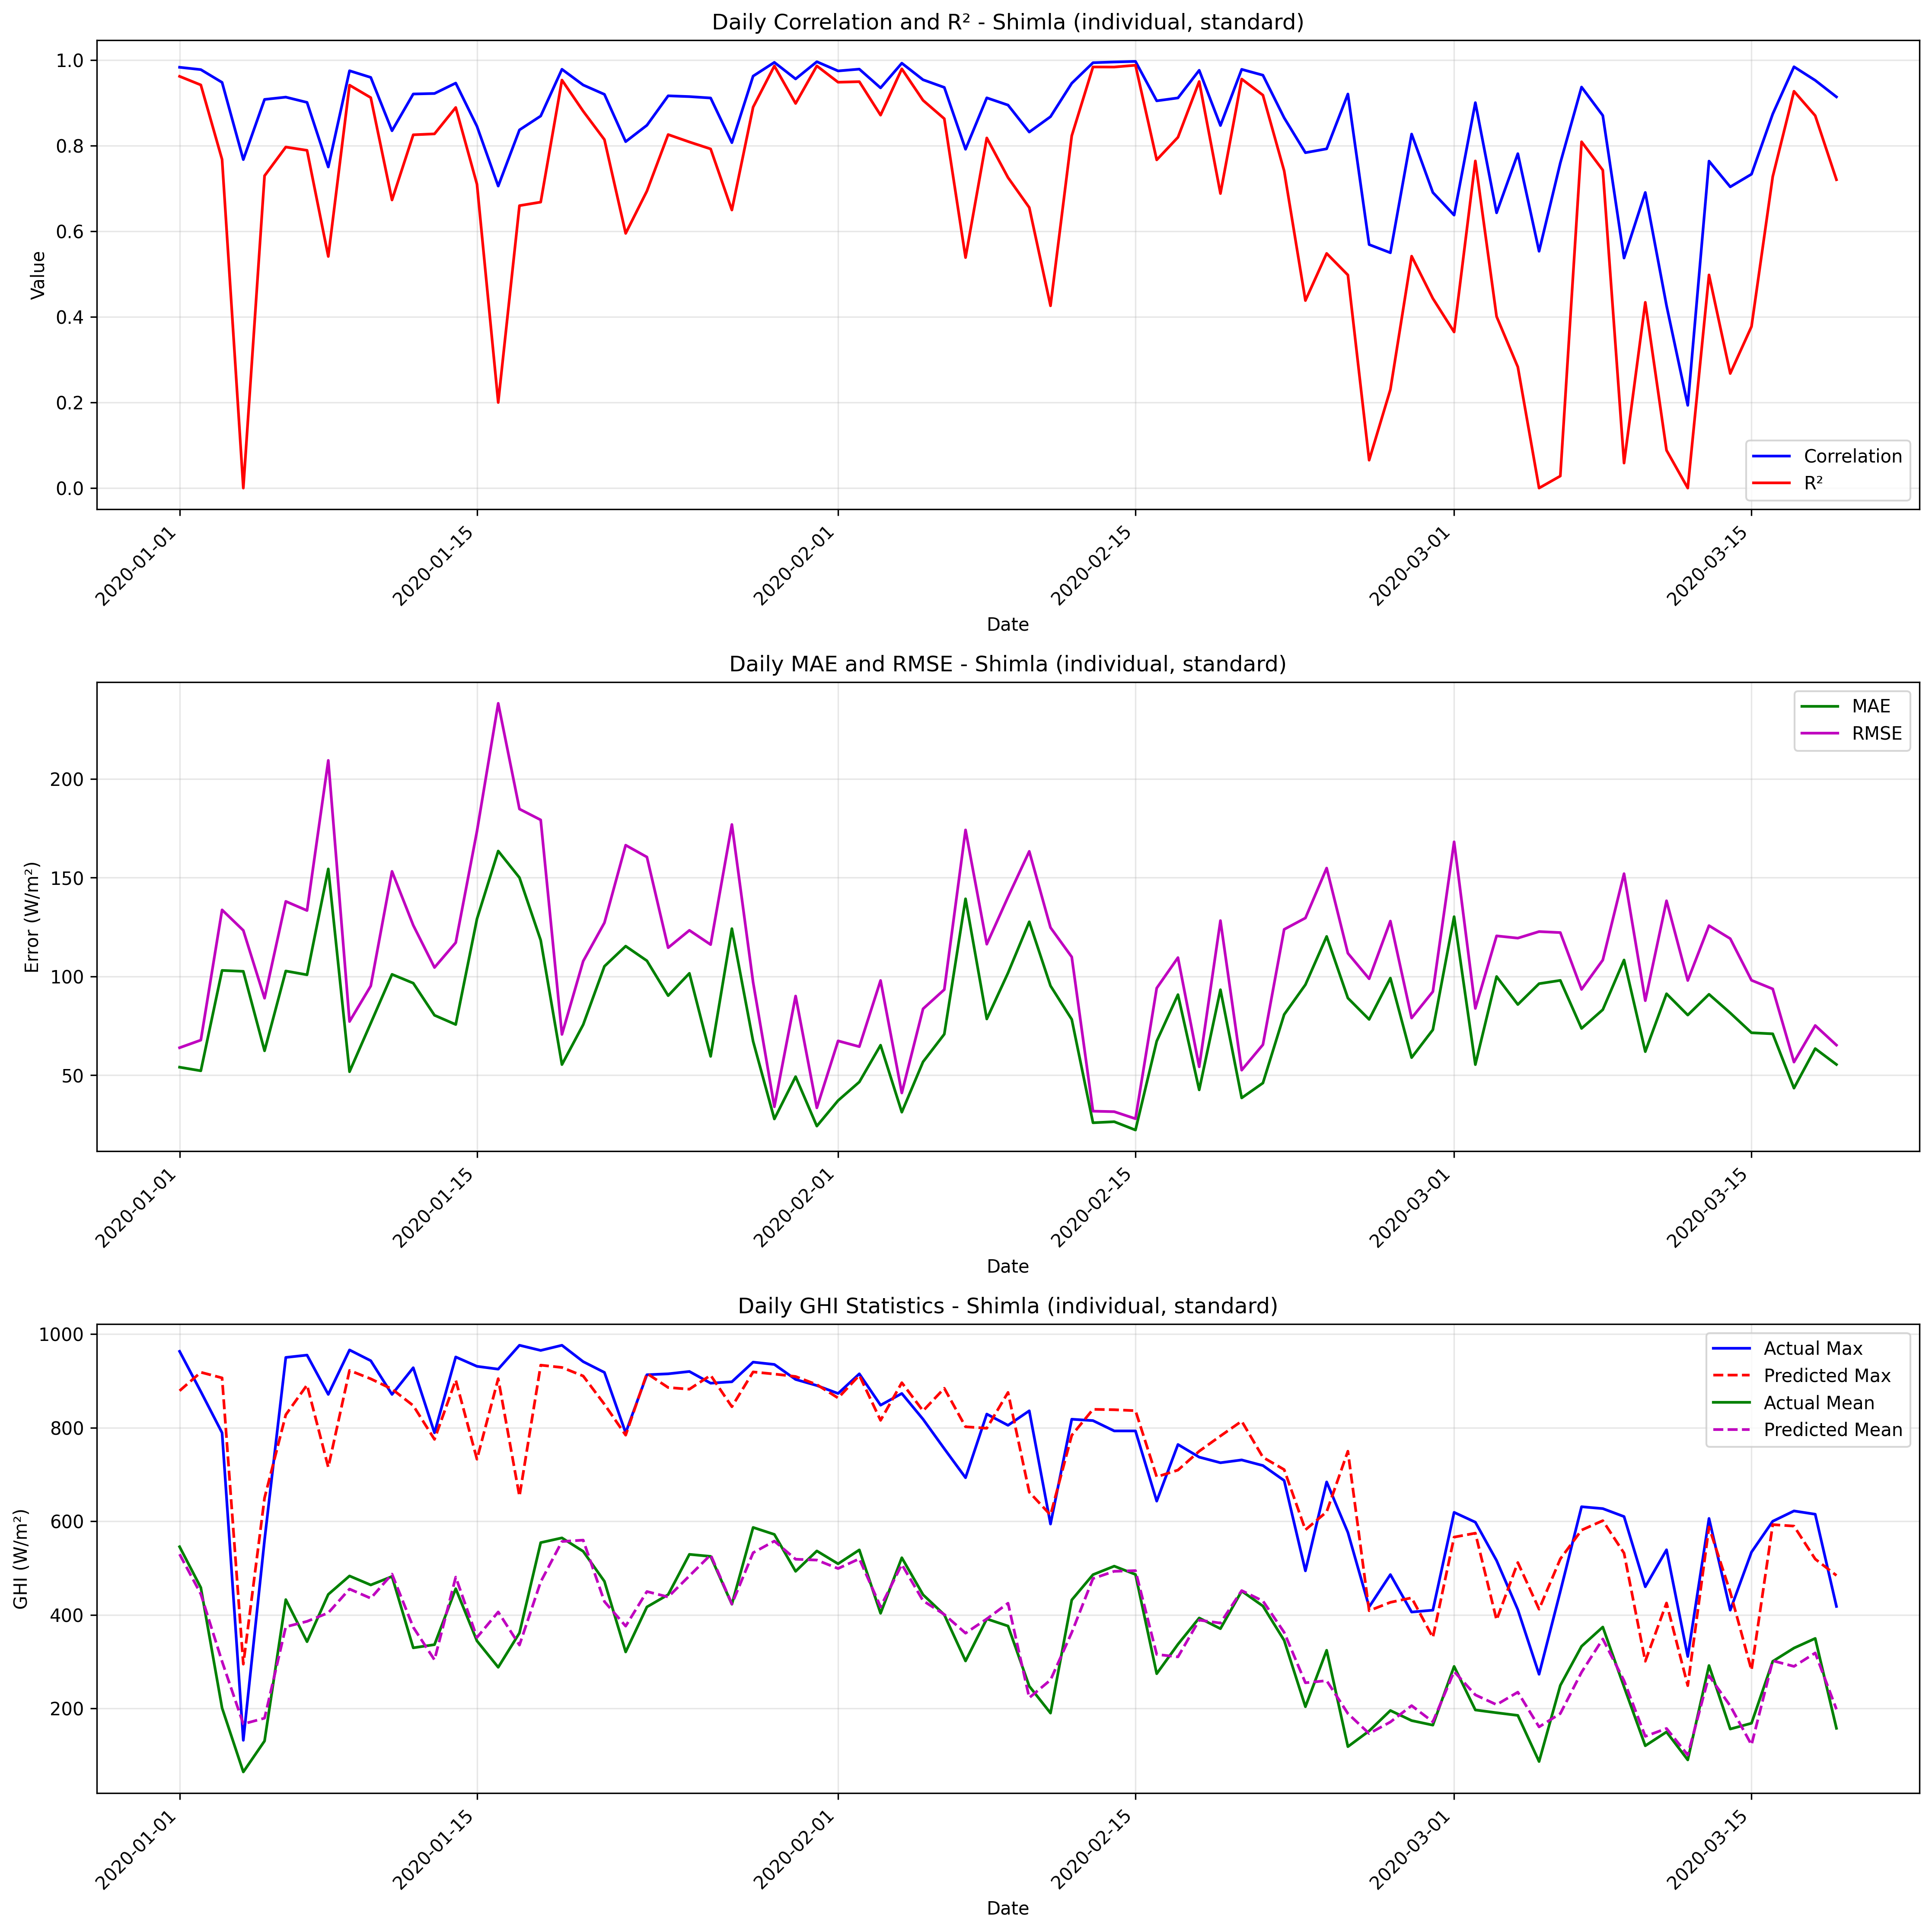 Daily Correlation and R² - Shimla (individual, standard)
Value
1.0
0.8
0.6
0.4
0.2
0.0
Correlation
R²
2020-01-01
2020-01-15
2020-02-01
2020-02-15
2020-03-01
2020-03-15
Date
Daily MAE and RMSE - Shimla (individual, standard)
Error (W/m²)
200
150
100
50
MAE
RMSE
2020-01-01
2020-01-15
2020-02-01
2020-02-15
2020-03-01
2020-03-15
Date
Daily GHI Statistics - Shimla (individual, standard)
GHI (W/m²)
1000
800
600
400
200
Actual Max
Predicted Max
Actual Mean
Predicted Mean
2020-01-01
2020-01-15
2020-02-01
2020-02-15
2020-03-01
2020-03-15
Date